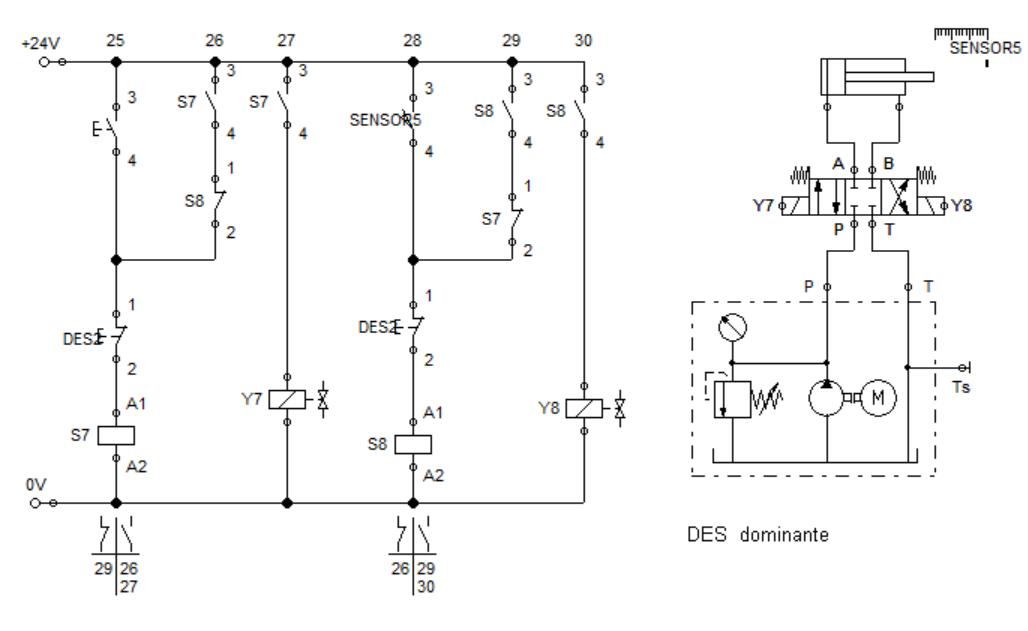 25 26 27 28 29 30
+24V
SENSOR5
3 3 3 3 3 3
S7 S7 SENSOR5 S8 S8
4 4 4 4 4 4
1 1
S8 S7
2 2
A B
Y7 Y8
P T
1 1
P T
DES2 DES2
2 2
Y7 Y8
M
Ts
A1 A1
S7 S8
A2 A2
0V
DES dominante
29 26 26 29
27 30